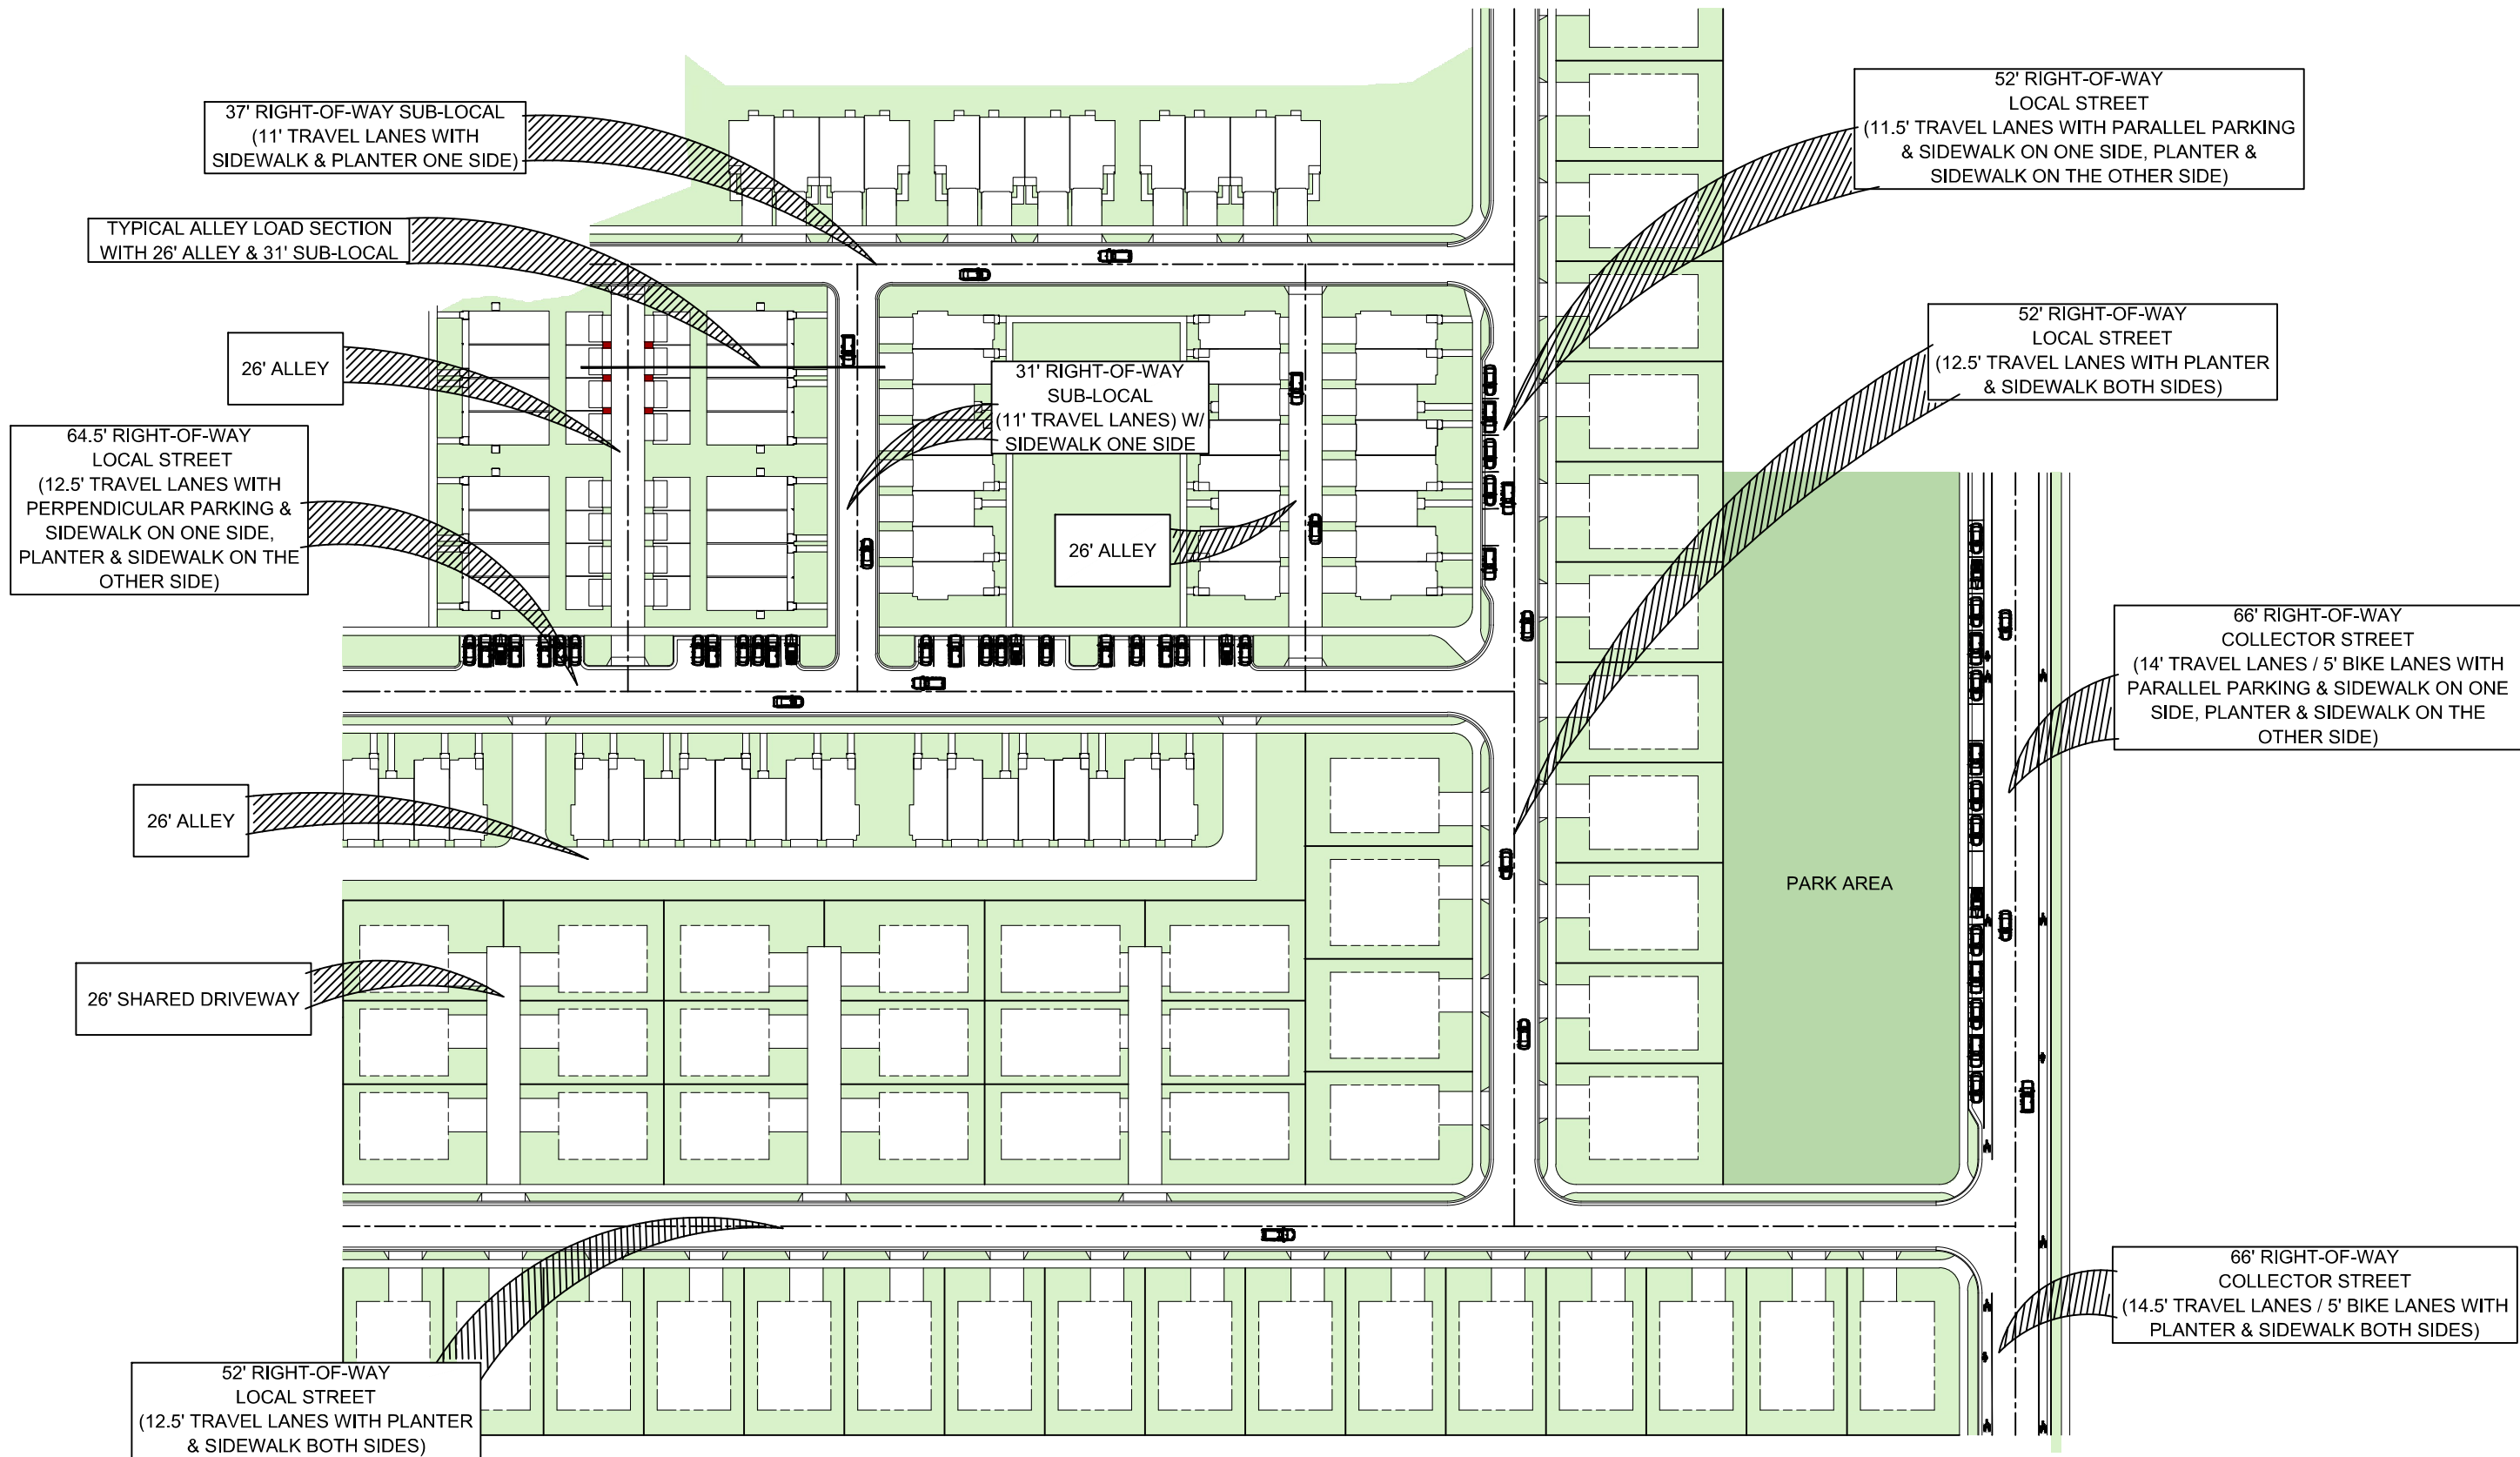 37' RIGHT-OF-WAY SUB-LOCAL
(11' TRAVEL LANES WITH
SIDEWALK & PLANTER ONE SIDE)
52' RIGHT-OF-WAY
LOCAL STREET
(11.5' TRAVEL LANES WITH PARALLEL PARKING
& SIDEWALK ON ONE SIDE, PLANTER &
SIDEWALK ON THE OTHER SIDE)
TYPICAL ALLEY LOAD SECTION
WITH 26' ALLEY & 31' SUB-LOCAL
52' RIGHT-OF-WAY
LOCAL STREET
(12.5' TRAVEL LANES WITH PLANTER
& SIDEWALK BOTH SIDES)
26' ALLEY
31' RIGHT-OF-WAY
SUB-LOCAL
(11' TRAVEL LANES) W/
SIDEWALK ONE SIDE
64.5' RIGHT-OF-WAY
LOCAL STREET
(12.5' TRAVEL LANES WITH
PERPENDICULAR PARKING &
SIDEWALK ON ONE SIDE,
PLANTER & SIDEWALK ON THE
OTHER SIDE)
26' ALLEY
66' RIGHT-OF-WAY
COLLECTOR STREET
(14' TRAVEL LANES / 5' BIKE LANES WITH
PARALLEL PARKING & SIDEWALK ON ONE
SIDE, PLANTER & SIDEWALK ON THE
OTHER SIDE)
26' ALLEY
PARK AREA
26' SHARED DRIVEWAY
66' RIGHT-OF-WAY
COLLECTOR STREET
(14.5' TRAVEL LANES / 5' BIKE LANES WITH
PLANTER & SIDEWALK BOTH SIDES)
52' RIGHT-OF-WAY
LOCAL STREET
(12.5' TRAVEL LANES WITH PLANTER
& SIDEWALK BOTH SIDES)